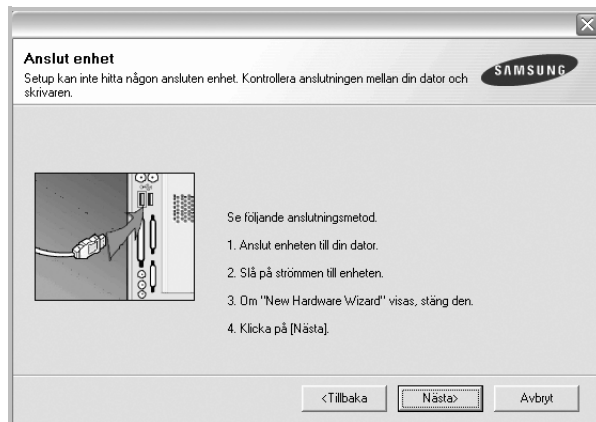 Anslut enhet
Setup kan inte hitta någon ansluten enhet. Kontrollera anslutningen mellan din dator och
skrivaren.
SAMSUNG
Se följande anslutningsmetod.
1. Anslut enheten till din dator.
2. Slå på strömmen till enheten.
3. Om "New Hardware Wizard" visas, stäng den.
4. Klicka på [Nästa].
<Tillbaka
Nästa>
Avbryt